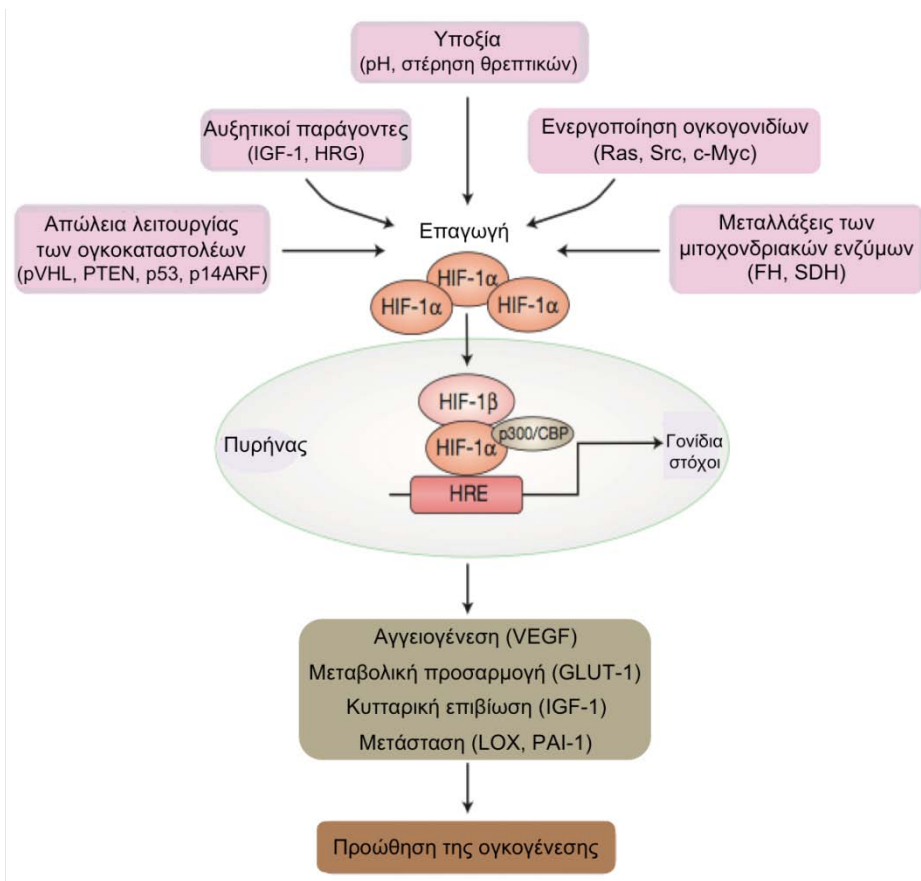 Υποξία
(pH, στέρηση θρεπτικών)
Αυξητικοί παράγοντες
(IGF-1, HRG)
Ενεργοποίηση ογκογονιδίων
(Ras, Src, c-Myc)
Απώλεια λειτουργίας
των ογκοκαταστολέων
(pVHL, PTEN, p53, p14ARF)
Επαγωγή
Μεταλλάξεις των
μιτοχονδριακών ενζύμων
(FH, SDH)
HIF-1α
HIF-1α
HIF-1α
HIF-1β
p300/CBP
HIF-1α
HRE
Πυρήνας
Γονίδια
στόχοι
Αγγειογένεση (VEGF)
Μεταβολική προσαρμογή (GLUT-1)
Κυτταρική επιβίωση (IGF-1)
Μετάσταση (LOX, PAI-1)
Προώθηση της ογκογένεσης